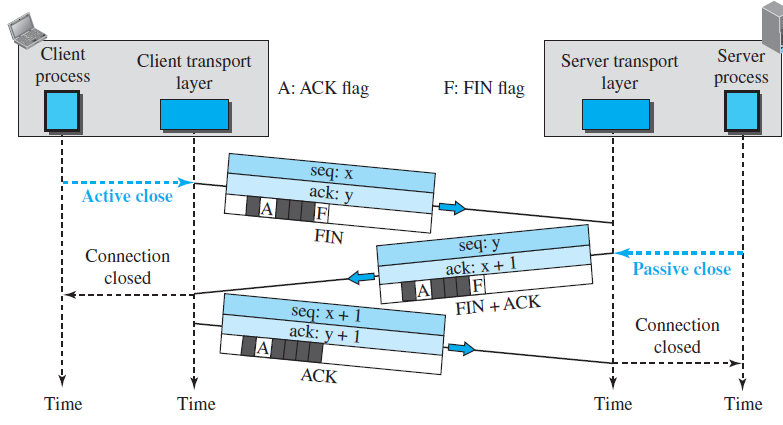 Client
process
Client transport
layer
A: ACK flag
F: FIN flag
Server transport
layer
Server
process
Active close
seq: x
ack: y
A
F
FIN
Connection
closed
seq: y
ack: x + 1
A
F
FIN + ACK
Passive close
seq: x + 1
ack: y + 1
A
ACK
Connection
closed
Time
Time
Time
Time